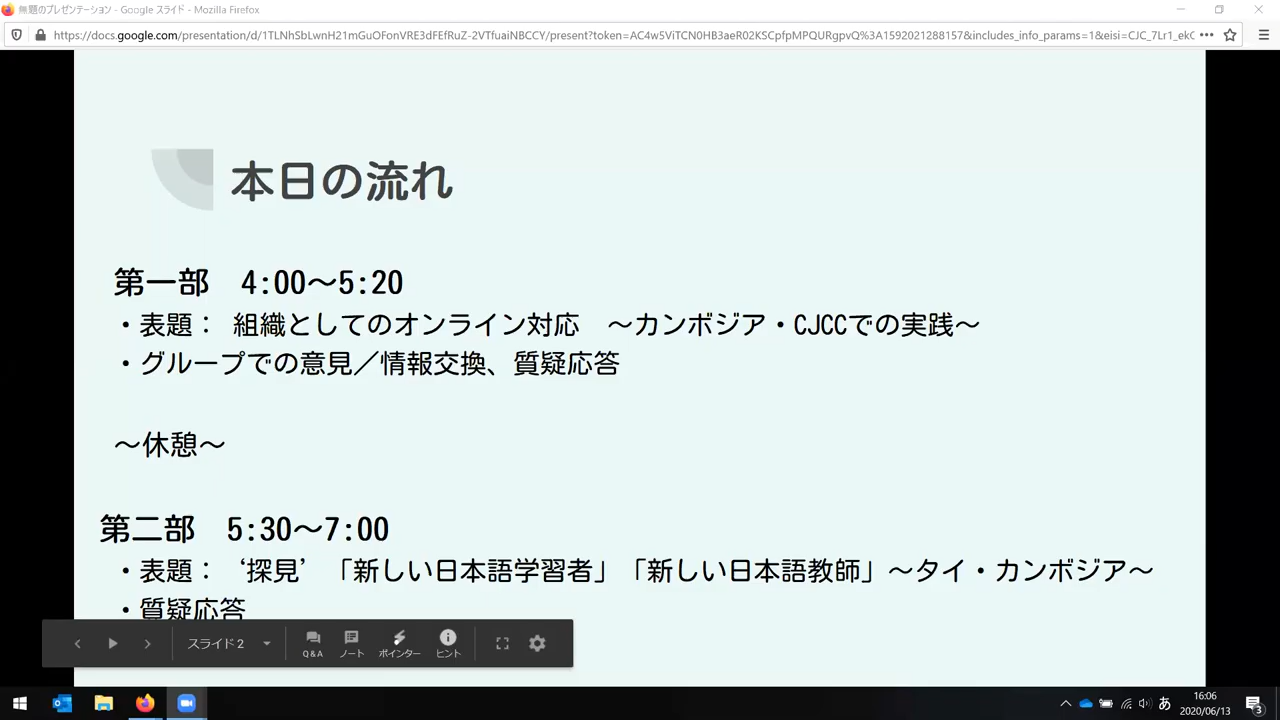 無題のプレゼンテーション - Google スライド - Mozilla Firefox
https://docs.google.com/presentation/d/1TLNhSbLwnH21mGuOFonVRE3dFEfRuZ-2VTfuaiNBCCY/present?token=AC4w5ViTCN0HB3aeR02KSCpfpMPQURgpvQ%3A1592021288157&includes_info_params=1&eisi=CJC_7Lr1_ekC
本日の流れ
第一部 4:00～5:20
・表題： 組織としてのオンライン対応 ～カンボジア・CJCCでの実践～
・グループでの意見／情報交換、質疑応答
～休憩～
第二部 5:30～7:00
・表題： ‘探見’「新しい日本語学習者」「新しい日本語教師」～タイ・カンボジア～
・質疑応答
スライド 2
Q&A ノート ポインター ヒント
あ
16:06
2020/06/13
3